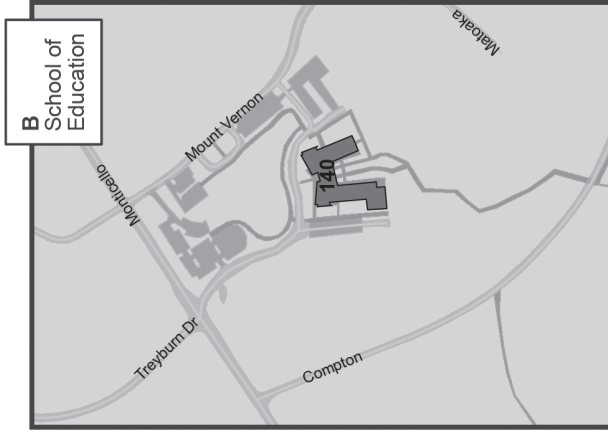 B
School of
Education
Matoaka
Mount Vernon
Monticello
140
Treyburn Dr
Compton